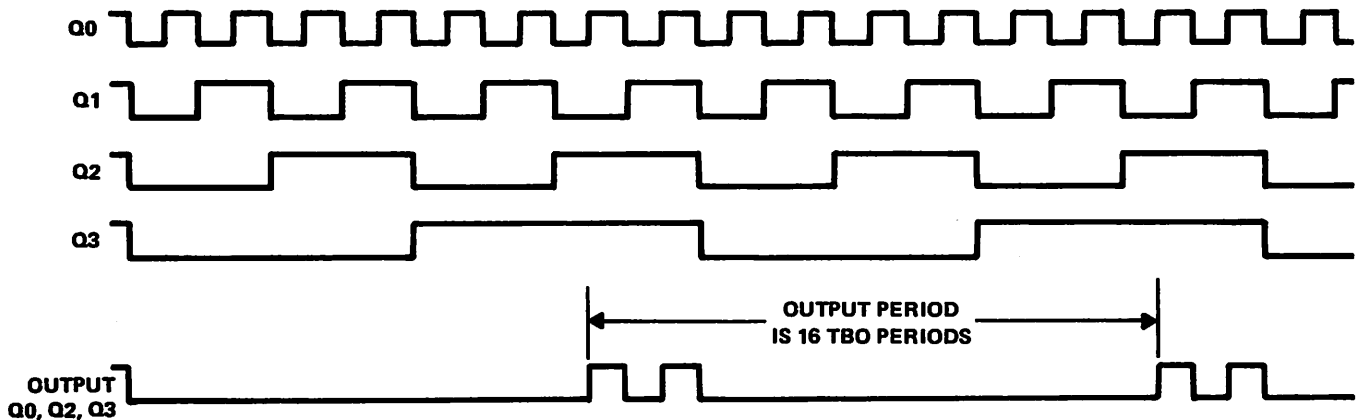 Q0
Q1
Q2
Q3
OUTPUT PERIOD
IS 16 TBO PERIODS
OUTPUT
Q0, Q2, Q3